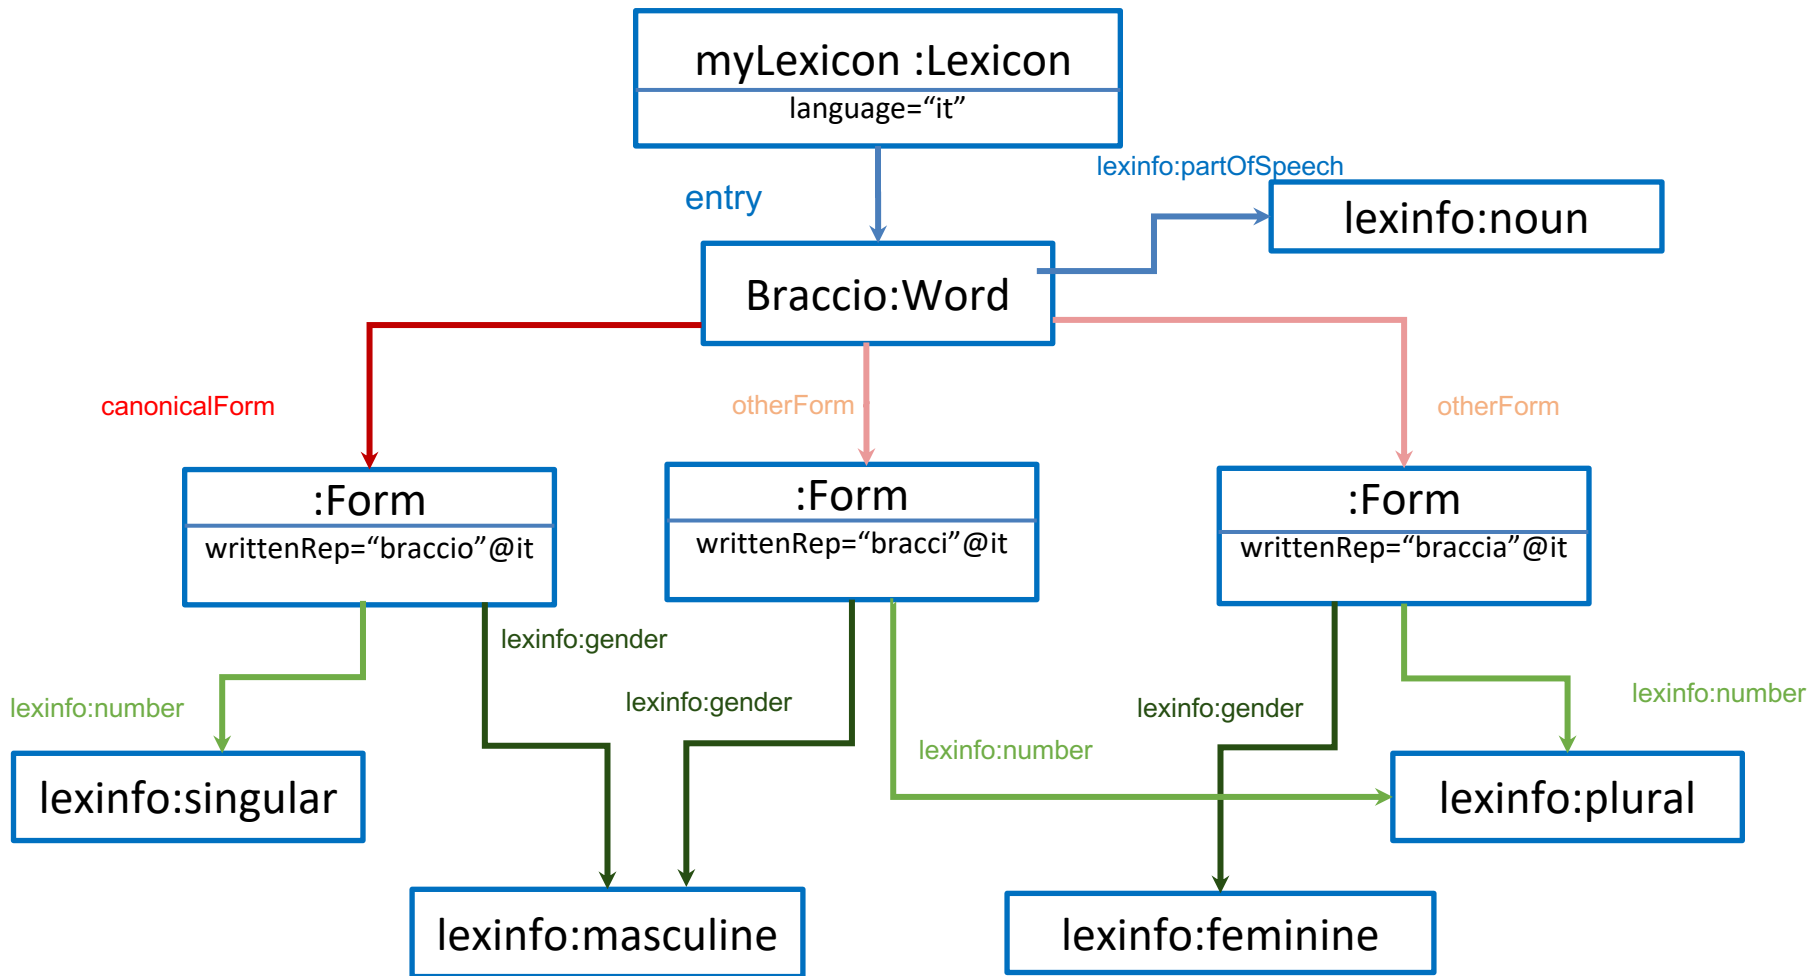 myLexicon :Lexicon
language=“it”
lexinfo:partOfSpeech
entry
lexinfo:noun
Braccio:Word
canonicalForm
otherForm
otherForm
:Form
writtenRep=“braccio”@it
:Form
writtenRep=“bracci”@it
:Form
writtenRep=“braccia”@it
lexinfo:gender
lexinfo:number
lexinfo:gender
lexinfo:number
lexinfo:gender
lexinfo:number
lexinfo:singular
lexinfo:plural
lexinfo:masculine
lexinfo:feminine